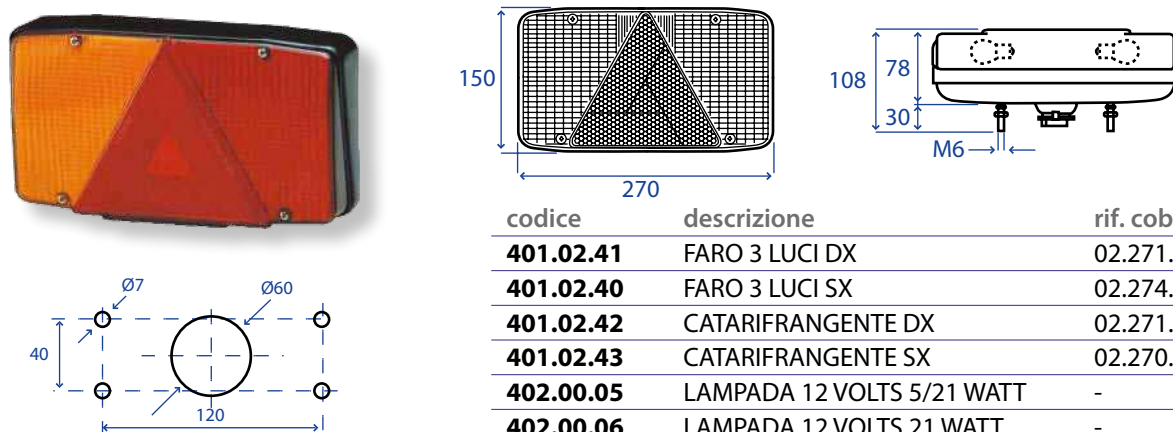 150
270
108
78
30
M6
Ø7
Ø60
40
120
codice descrizione rif. cob
401.02.41 FARO 3 LUCI DX 02.271.
401.02.40 FARO 3 LUCI SX 02.274.
401.02.42 CATARIFRANGENTE DX 02.271.
401.02.43 CATARIFRANGENTE SX 02.270.
402.00.05 LAMPADA 12 VOLTS 5/21 WATT -
402.00.06 LAMPADA 12 VOLTS 21 WATT -